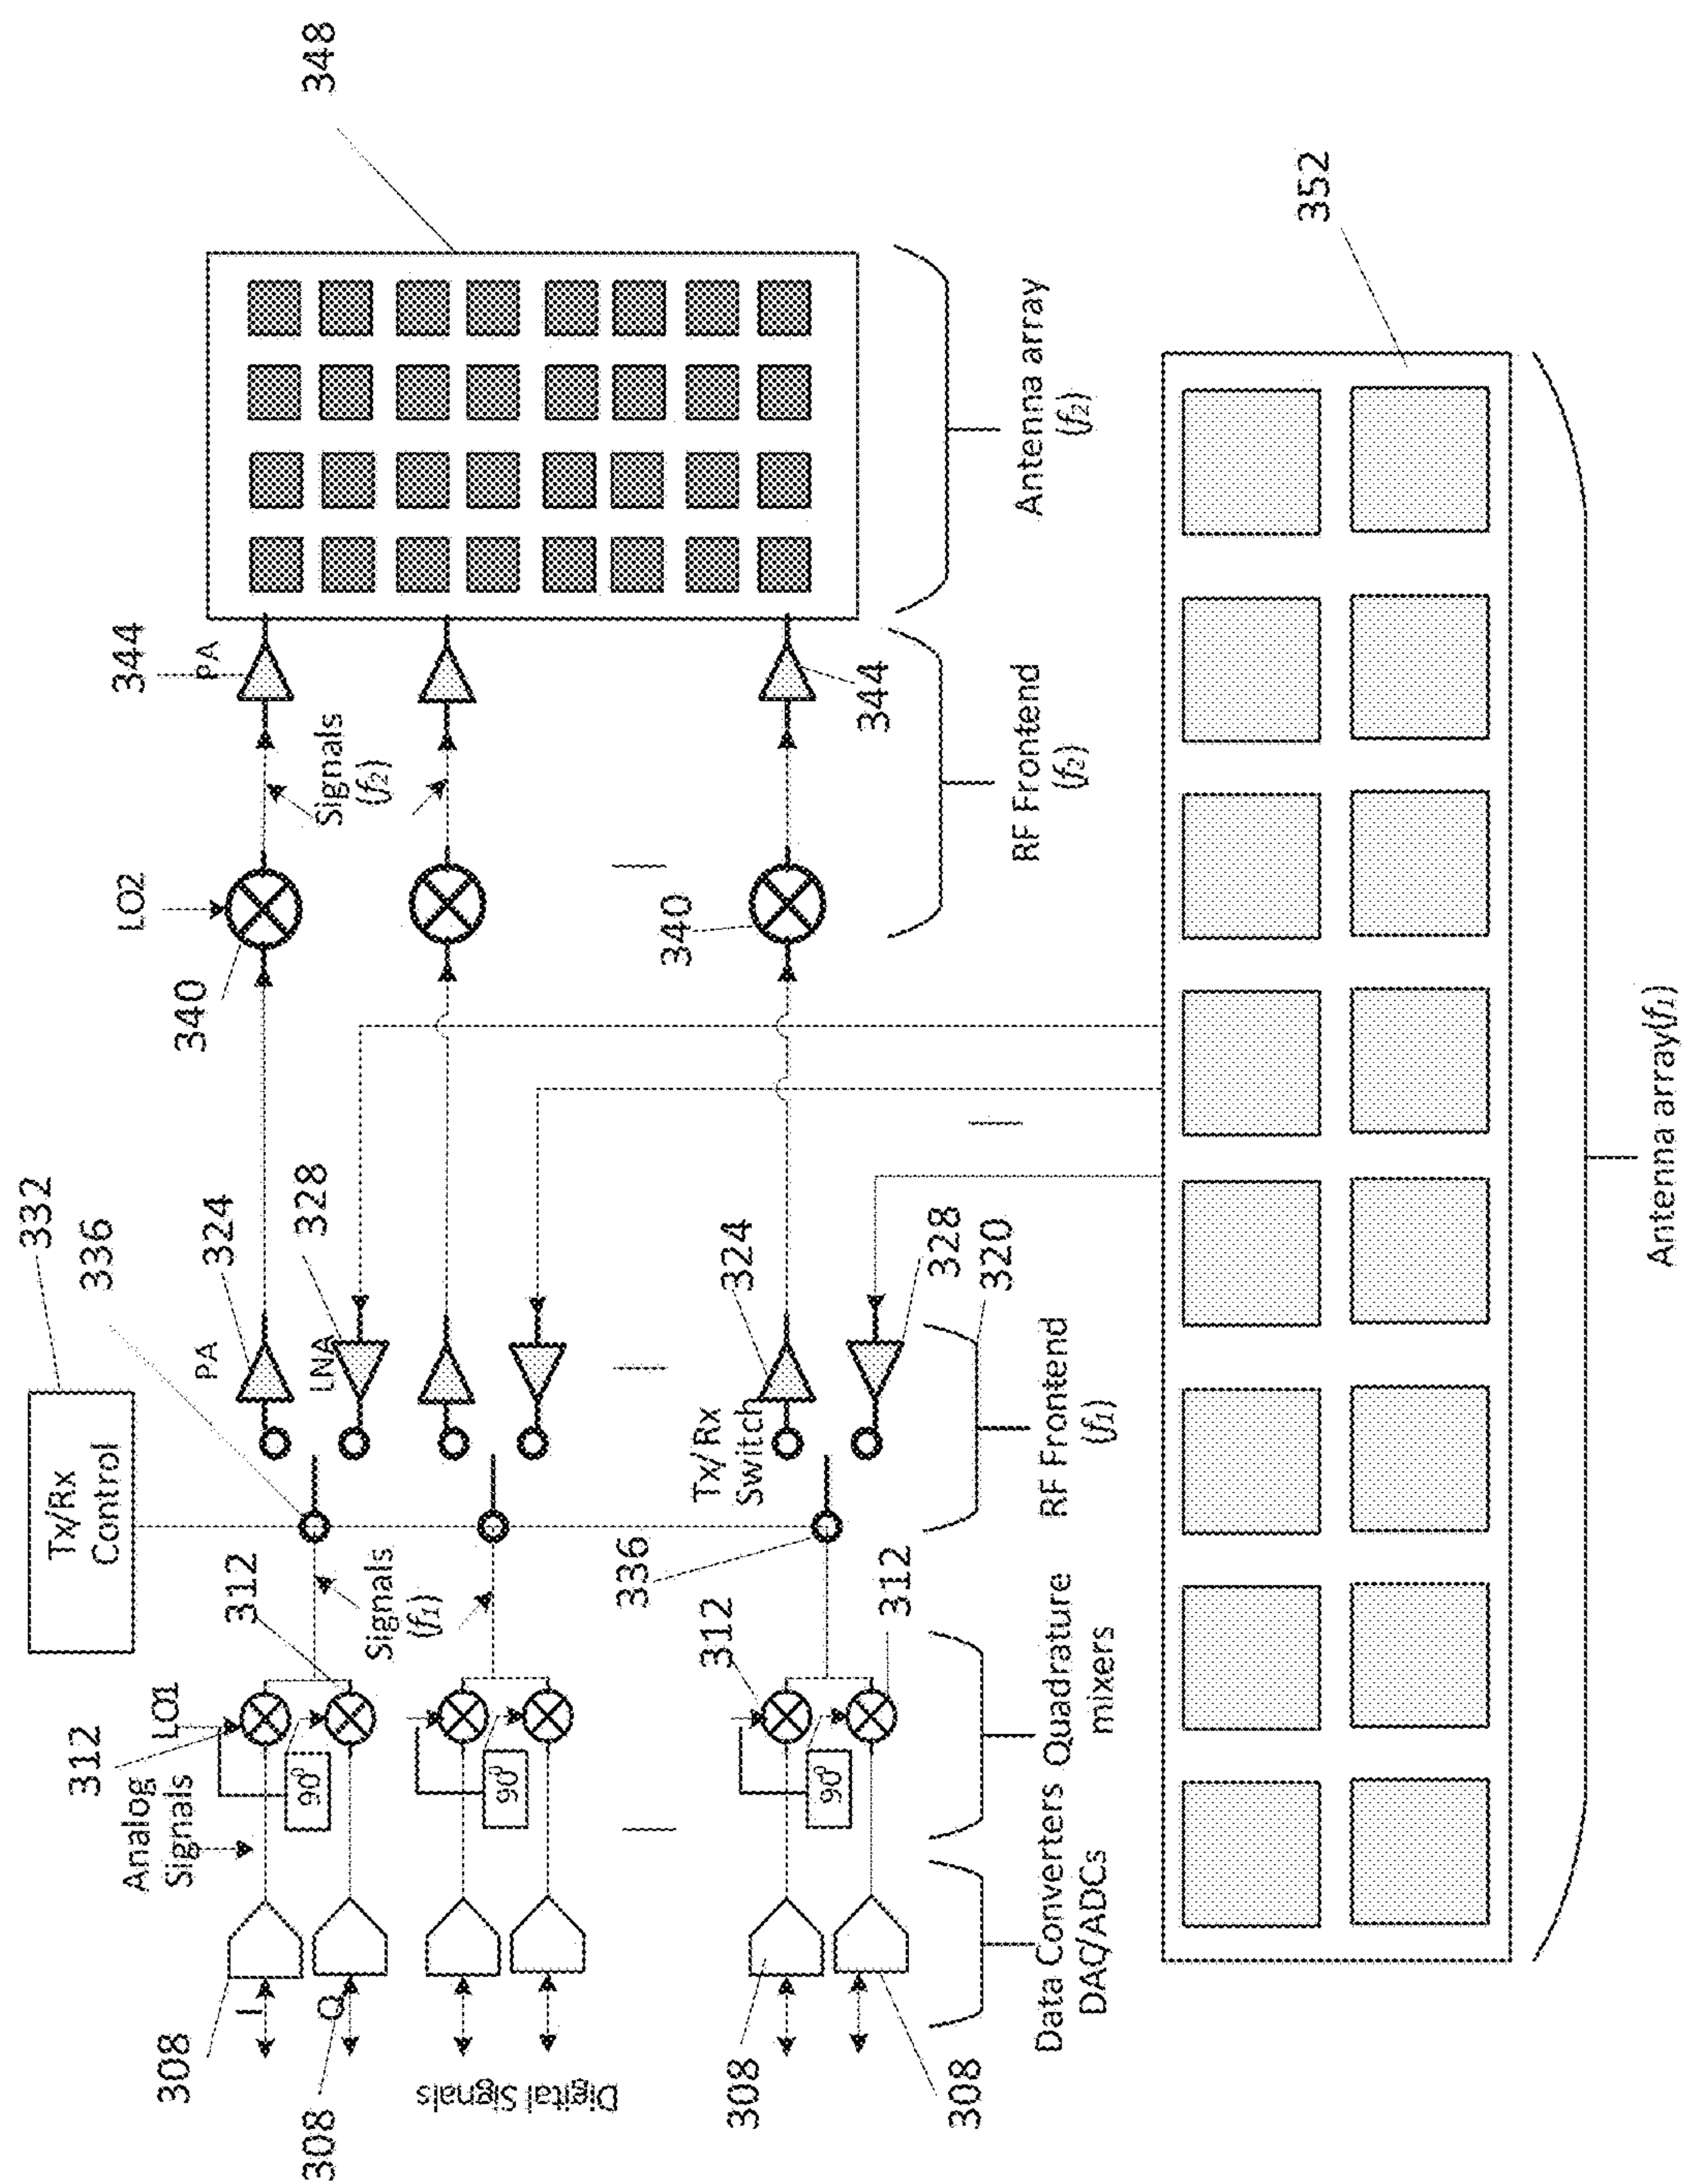 332
Tx/Rx
Control
336
324
PA
328
LNA
324
Tx/Rx
Switch
328
320
RF Frontend
(f₁)
348
344
PA
Signals
(f₂)
LO2
340
340
344
RF Frontend
(f₂)
Antenna array
(f₂)
352
Antenna array(f₁)
312
LO1
312
Analog
Signals
Signals
(f₁)
336
90⁰
90⁰
90⁰
312
312
Quadrature
mixers
308
I
Q
308
Digital Signals
308
308
Data Converters
DAC/ADCs